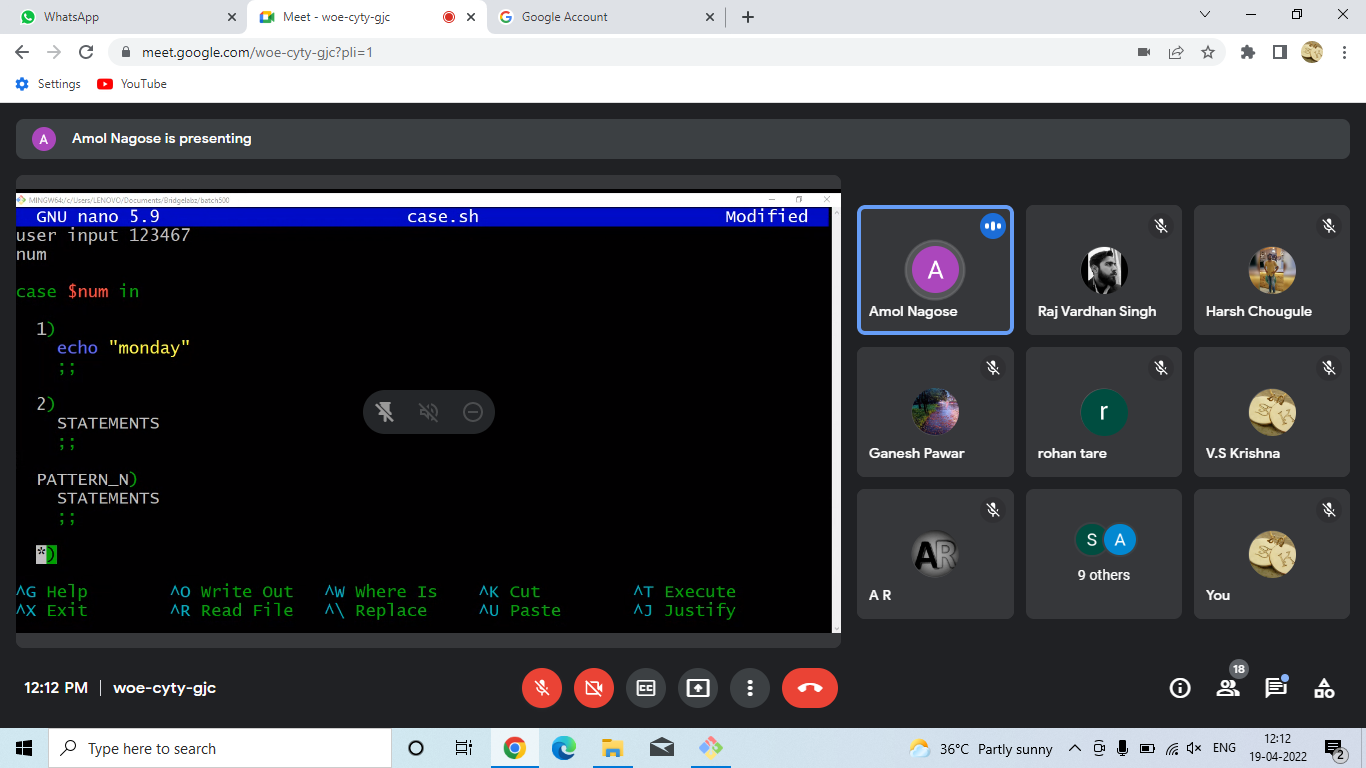 WhatsApp
Meet - woe-cyty-gjc
Google Account
meet.google.com/woe-cyty-gjc?pli=1
Settings
YouTube
A
Amol Nagose is presenting
MINGW64:/c/Users/LENOVO/Documents/Bridgelabz/batch500
GNU nano 5.9 case.sh Modified
user input 123467
num
case $num in
1)
echo "monday"
;;
2)
STATEMENTS
;;
PATTERN_N)
STATEMENTS
;;
*)
^G Help ^O Write Out ^W Where Is ^K Cut ^T Execute
^X Exit ^R Read File ^\ Replace ^U Paste ^J Justify
A
Amol Nagose
Raj Vardhan Singh
Harsh Chougule
Ganesh Pawar
r
rohan tare
V.S Krishna
AR
A R
S A
9 others
You
12:12 PM | woe-cyty-gjc
18
Type here to search
36°C Partly sunny
ENG
12:12
19-04-2022
2